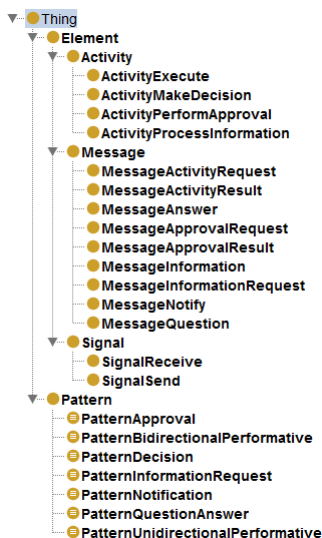 Thing
Element
Activity
ActivityExecute
ActivityMakeDecision
ActivityPerformApproval
ActivityProcessInformation
Message
MessageActivityRequest
MessageActivityResult
MessageAnswer
MessageApprovalRequest
MessageApprovalResult
MessageInformation
MessageInformationRequest
MessageNotify
MessageQuestion
Signal
SignalReceive
SignalSend
Pattern
PatternApproval
PatternBidirectionalPerformative
PatternDecision
PatternInformationRequest
PatternNotification
PatternQuestionAnswer
PatternUnidirectionalPerformative